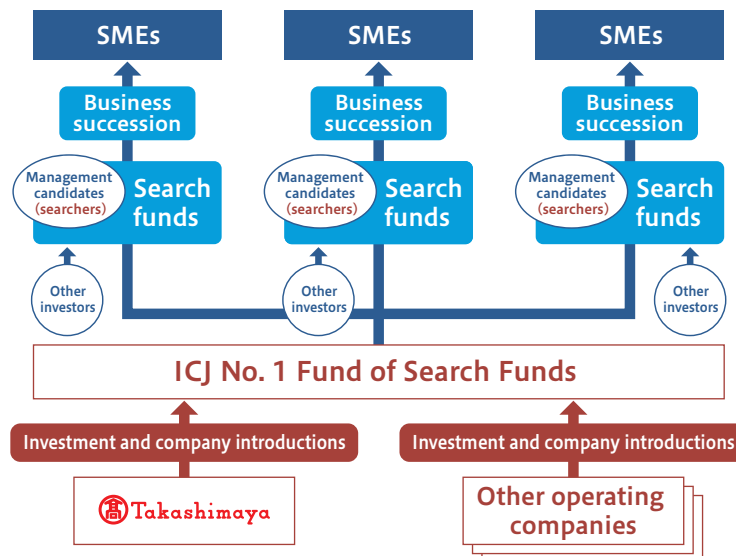 SMEs
SMEs
SMEs
Business
succession
Business
succession
Business
succession
Management
candidates
(searchers)
Search
funds
Management
candidates
(searchers)
Search
funds
Management
candidates
(searchers)
Search
funds
Other
investors
Other
investors
Other
investors
ICJ No. 1 Fund of Search Funds
Investment and company introductions
Investment and company introductions
髙 Takashimaya
Other operating
companies